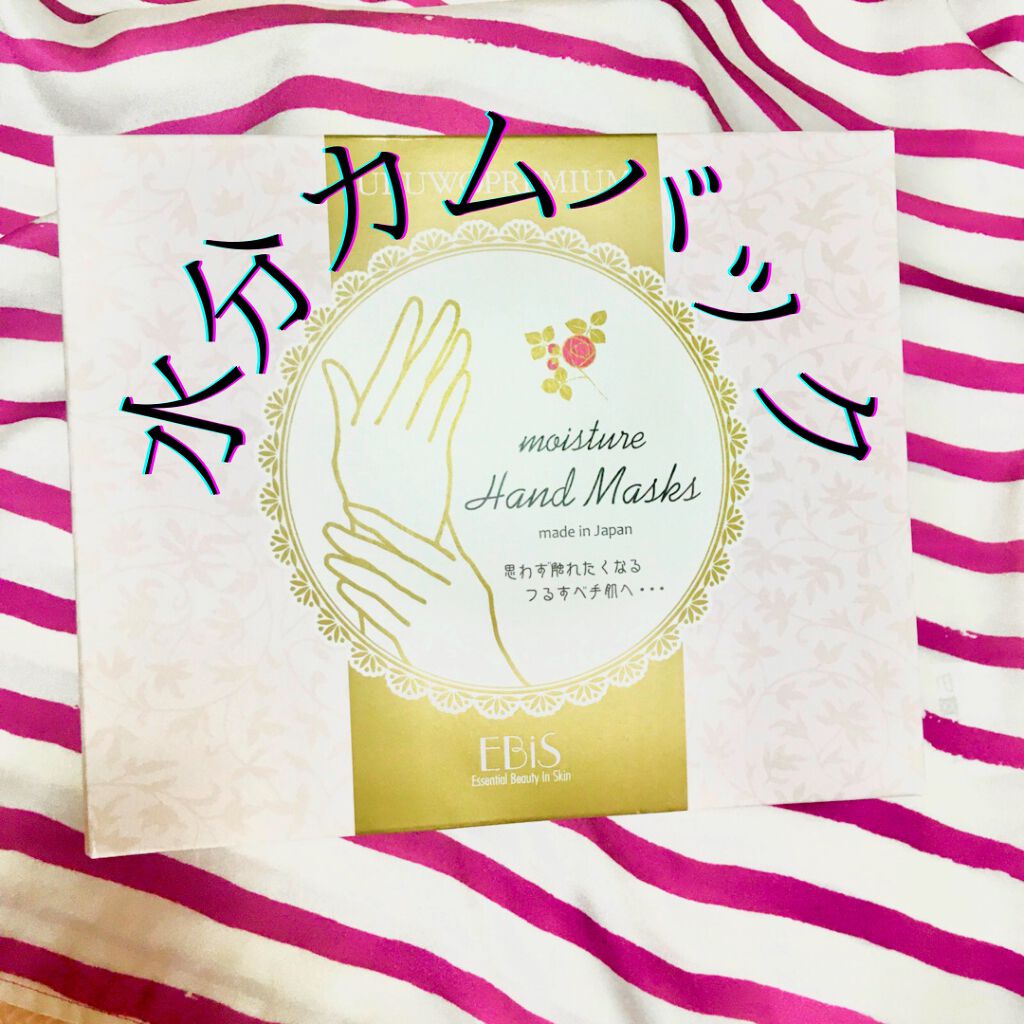 水分カムバック
PREMIUM
moisture
Hand Masks
made in Japan
思わず触れたくなる
つるすべ手肌へ・・・
EBiS
Essential Beauty In Skin